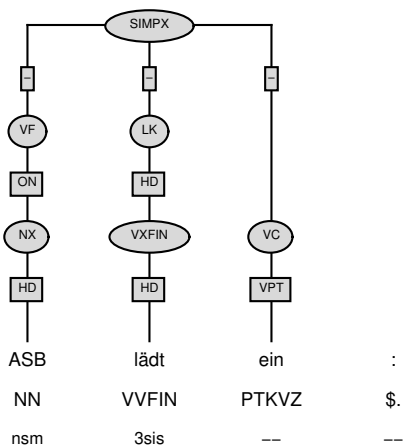 SIMPX
– – –
VF LK
ON HD
NX VXFIN VC
HD HD VPT
ASB lädt ein :
NN VVFIN PTKVZ $.
nsm 3sis –– ––